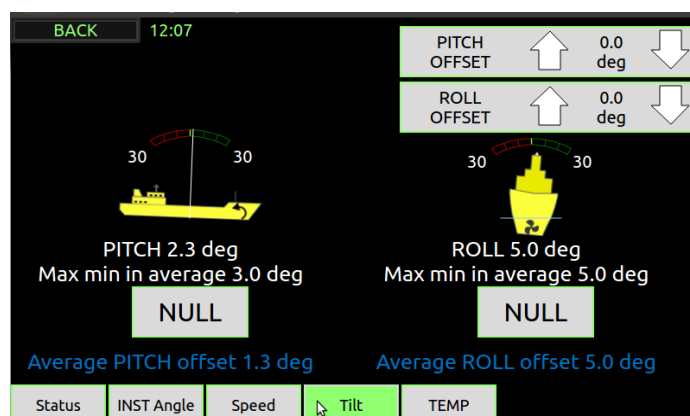 BACK 12:07
PITCH OFFSET 0.0 deg
ROLL OFFSET 0.0 deg
30 30
30 30
PITCH 2.3 deg
Max min in average 3.0 deg
NULL
Average PITCH offset 1.3 deg
ROLL 5.0 deg
Max min in average 5.0 deg
NULL
Average ROLL offset 5.0 deg
Status INST Angle Speed Tilt TEMP